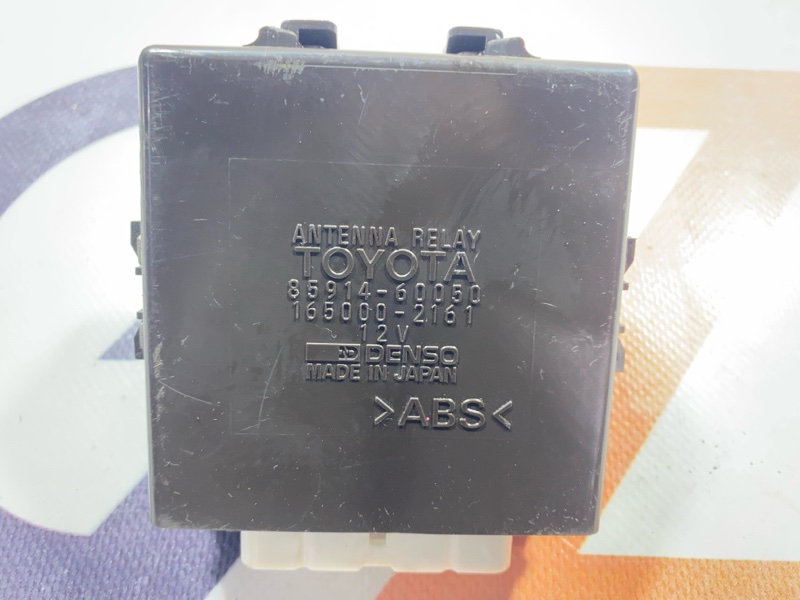 ANTENNA RELAY
TOYOTA
85914-60050
165000-2161
12V
DENSO
MADE IN JAPAN
>ABS<